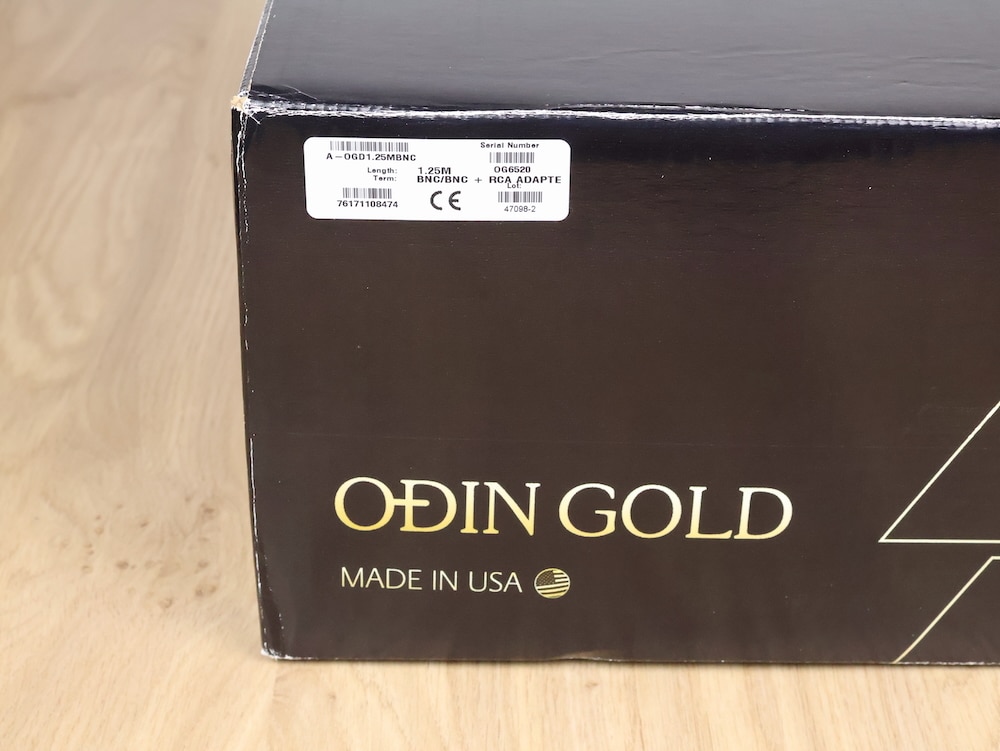 A-OGD1.25MBNC
Serial Number
Length: 1.25M
OG6520
Term: BNC/BNC + RCA ADAPTE
Lot:
76171108474
CE
47098-2
ODIN GOLD
MADE IN USA